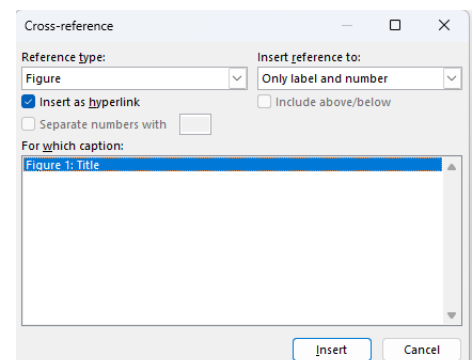 Cross-reference
Reference type: Insert reference to:
Figure Only label and number
Insert as hyperlink Include above/below
Separate numbers with
For which caption:
Figure 1: Title
Insert Cancel